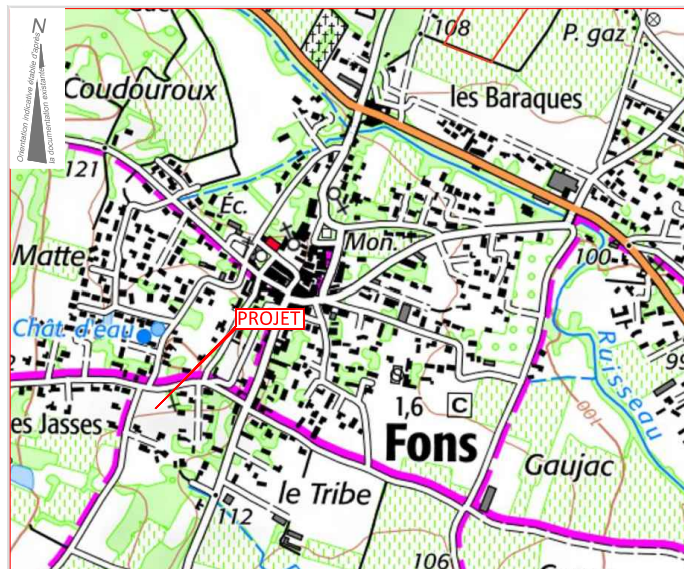 N
Orientation indicative établie d'après
la documentation existante
108
P. gaz
Coudouroux
les Baraques
121
Éc.
Mon.
Matte
100
PROJET
Chât. d'eau
Ruisseau
99
1,6
C
100
es Jasses
Fons
Gaujac
le Tribe
112
106